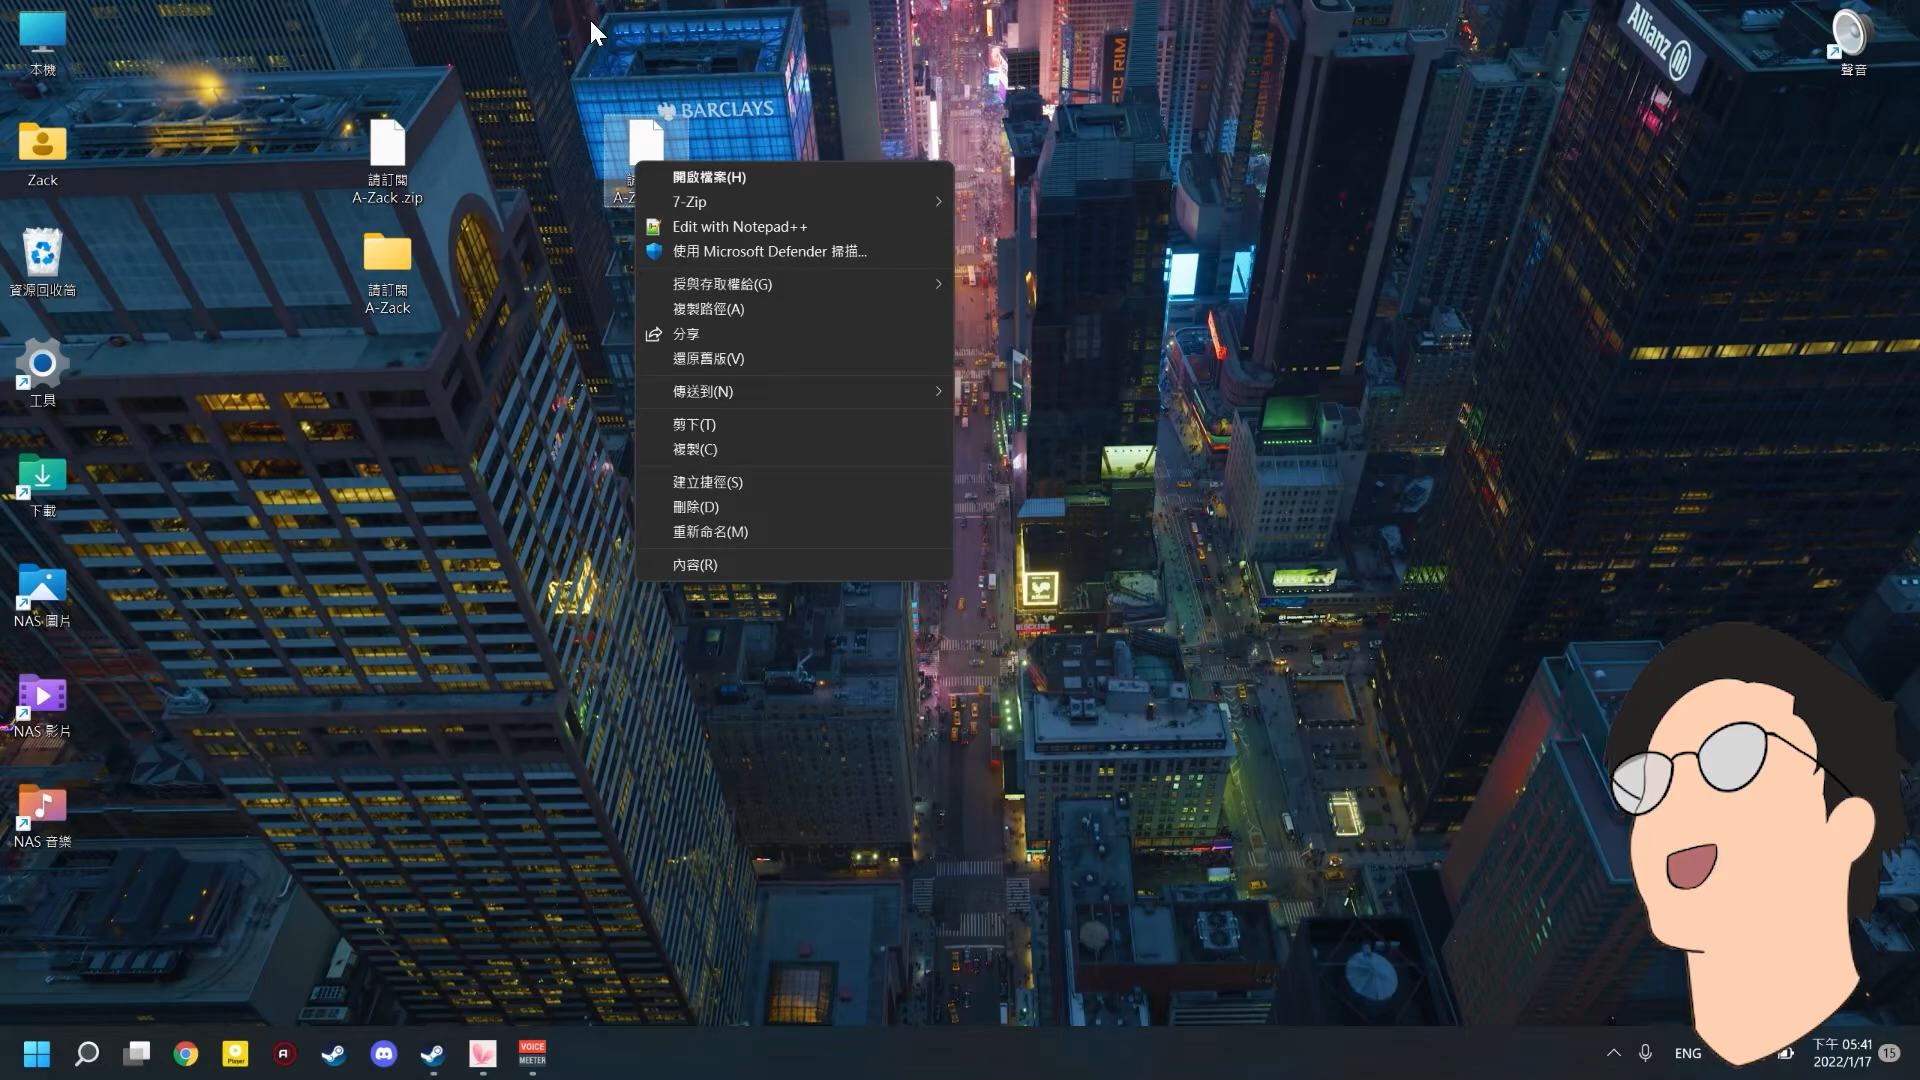 本機
Zack
資源回收筒
工具
下載
NAS 圖片
NAS 影片
NAS 音樂
請訂閱
A-Zack .zip
請訂閱
A-Zack
BARCLAYS
Allianz
聲音
開啟檔案(H)
7-Zip
Edit with Notepad++
使用 Microsoft Defender 掃描...
授與存取權給(G)
複製路徑(A)
分享
還原舊版(V)
傳送到(N)
剪下(T)
複製(C)
建立捷徑(S)
刪除(D)
重新命名(M)
內容(R)
Player
VOICE
MEETER
ENG
下午 05:41
2022/1/17
15